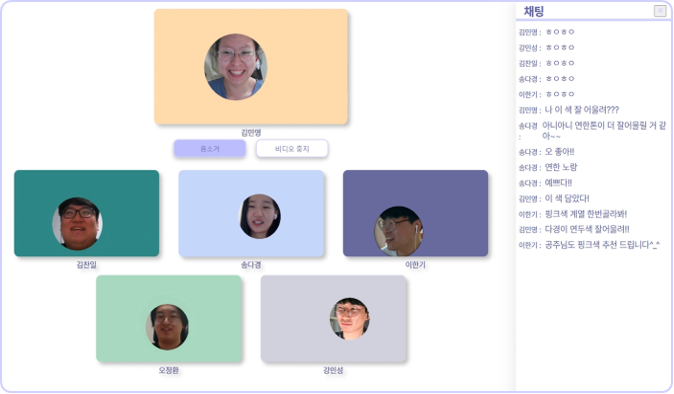 김민영
음소거
비디오 중지
김찬일
송다경
이한기
오정환
강민성
채팅
김민영 : ㅎㅇㅎㅇ
강민성 : ㅎㅇㅎㅇ
김찬일 : ㅎㅇㅎㅇ
송다경 : ㅎㅇㅎㅇ
이한기 : ㅎㅇㅎㅇ
김민영 : 나 이 색 잘 어울려???
송다경 : 아니아니 연한톤이 더 잘어울릴 거 같
아~~
송다경 : 오 좋아!!
송다경 : 연한 노랑
송다경 : 예쁘다!!
김민영 : 이 색 담았다!
이한기 : 핑크색 계열 한번골라봐!
김민영 : 다경이 연두색 잘어울려!!
이한기 : 공주님도 핑크색 추천 드립니다^_^